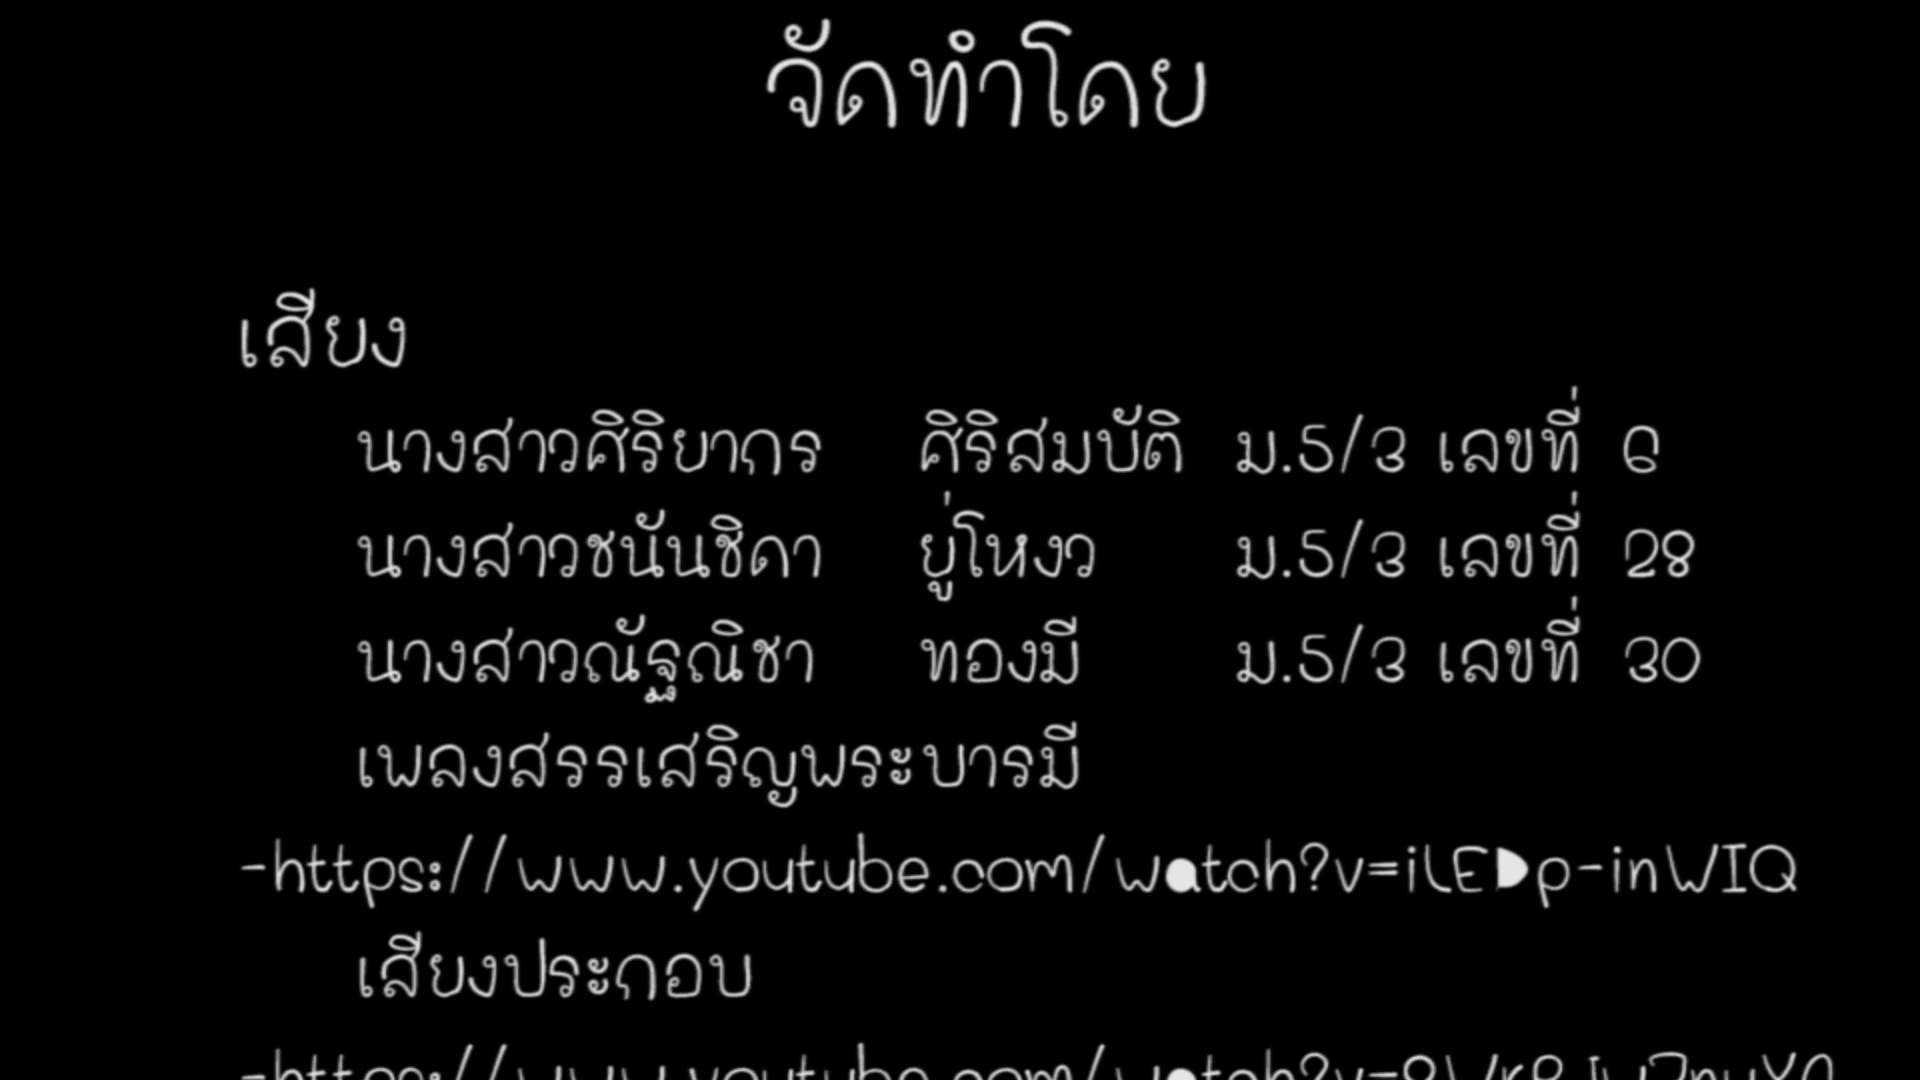 จัดทำโดย
เสียง
นางสาวศิริยากร ศิริสมบัติ ม.5/3 เลขที่ 6
นางสาวชนันชิดา ยู่โหงว ม.5/3 เลขที่ 28
นางสาวณัฐณิชา ทองมี ม.5/3 เลขที่ 30
เพลงสรรเสริญพระบารมี
-https://www.youtube.com/watch?v=iLEDp-inWIQ
เสียงประกอบ
-https://www.youtube.com/